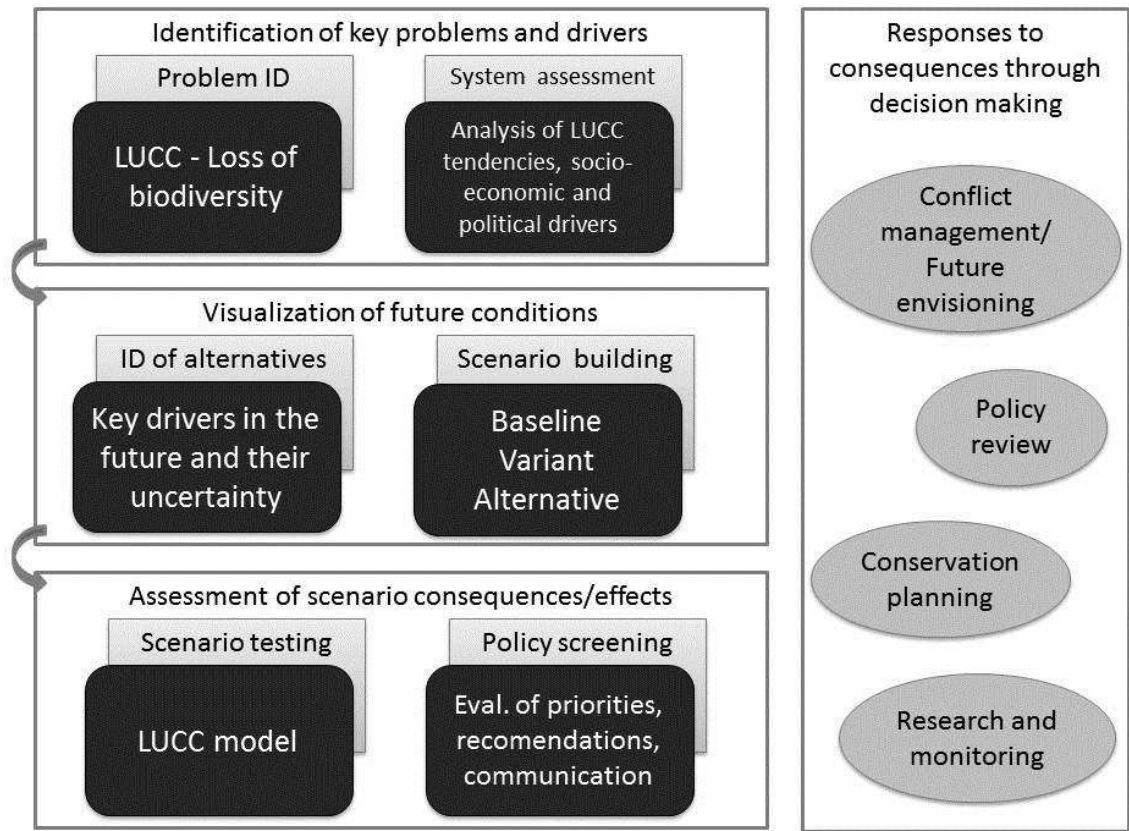 Identification of key problems and drivers
Problem ID
LUCC - Loss of
biodiversity
System assessment
Analysis of LUCC
tendencies, socio-
economic and
political drivers
Visualization of future conditions
ID of alternatives
Key drivers in the
future and their
uncertainty
Scenario building
Baseline
Variant
Alternative
Assessment of scenario consequences/effects
Scenario testing
LUCC model
Policy screening
Eval. of priorities,
recomendations,
communication
Responses to
consequences through
decision making
Conflict
management/
Future
envisioning
Policy
review
Conservation
planning
Research and
monitoring